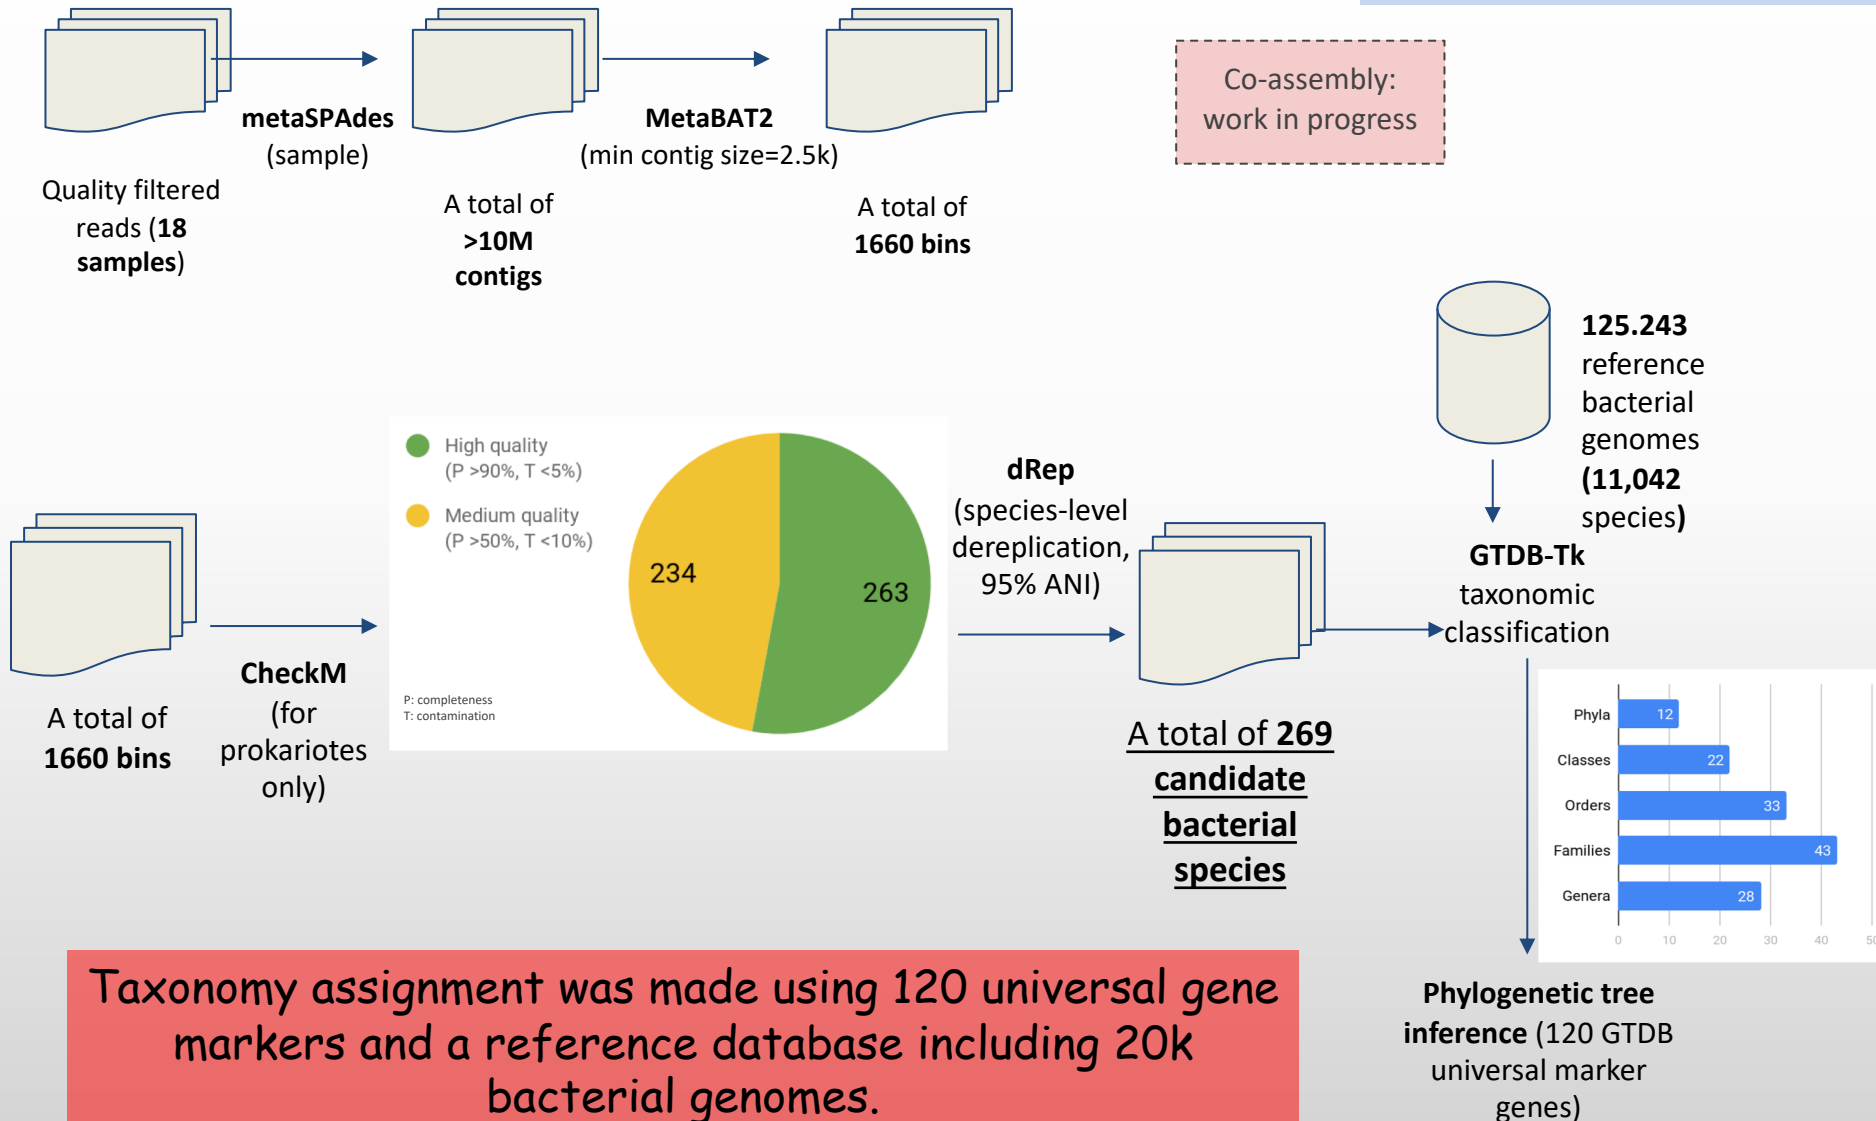 metaSPAdes
(sample)
MetaBAT2
(min contig size=2.5k)
Co-assembly:
work in progress
Quality filtered
reads (18
samples)
A total of
>10M
contigs
A total of
1660 bins
125.243
reference
bacterial
genomes
(11,042
species)
A total of
1660 bins
CheckM
(for
prokariotes
only)
High quality
(P >90%, T <5%)
Medium quality
(P >50%, T <10%)
234
263
P: completeness
T: contamination
dRep
(species-level
dereplication,
95% ANI)
A total of 269
candidate
bacterial
species
GTDB-Tk
taxonomic
classification
Phyla 12
Classes 22
Orders 33
Families 43
Genera 28
0 10 20 30 40 50
Phylogenetic tree
inference (120 GTDB
universal marker
genes)
Taxonomy assignment was made using 120 universal gene
markers and a reference database including 20k
bacterial genomes.